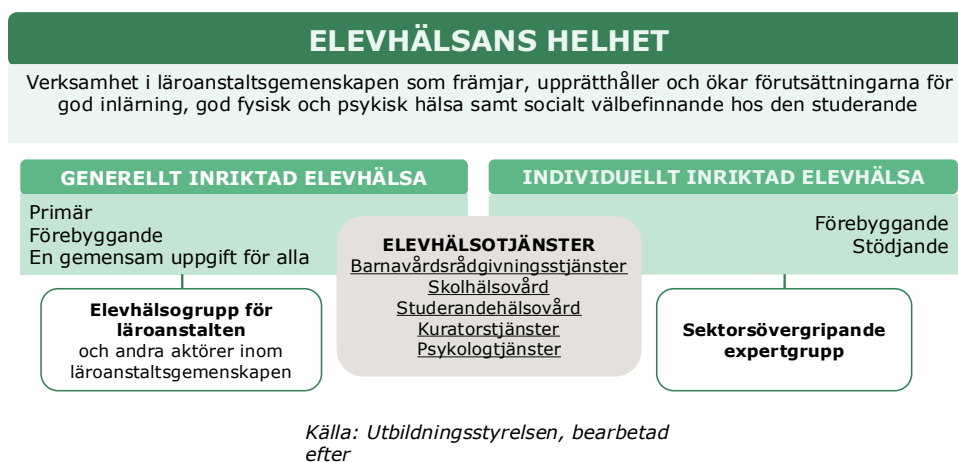 ELEVHÄLSANS HELHET
Verksamhet i läroanstaltsgemenskapen som främjar, upprätthåller och ökar förutsättningarna för
god inlärning, god fysisk och psykisk hälsa samt socialt välbefinnande hos den studerande
GENERELLT INRIKTAD ELEVHÄLSA
Primär
Förebyggande
En gemensam uppgift för alla
Elevhälsogrupp för
läroanstalten
och andra aktörer inom
läroanstaltsgemenskapen
ELEVHÄLSOTJÄNSTER
Barnavårdsrådgivningsstjänster
Skolhälsovård
Studerandehälsovård
Kuratorstjänster
Psykologtjänster
INDIVIDUELLT INRIKTAD ELEVHÄLSA
Förebyggande
Stödjande
Sektorsövergripande
expertgrupp
Källa: Utbildningsstyrelsen, bearbetad
efter